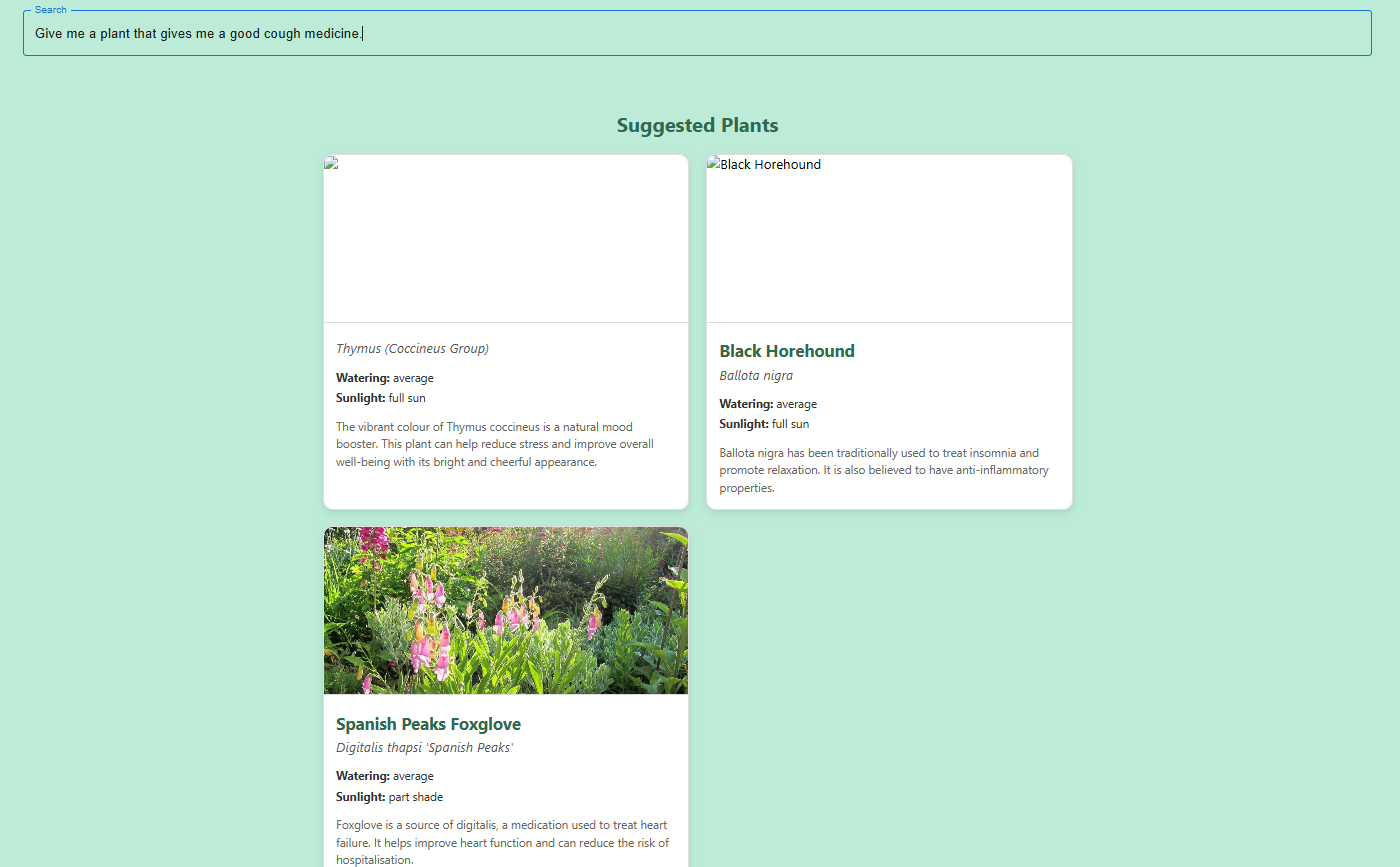 Search
Give me a plant that gives me a good cough medicine.
Suggested Plants
Thymus (Coccineus Group)
Watering: average
Sunlight: full sun
The vibrant colour of Thymus coccineus is a natural mood
booster. This plant can help reduce stress and improve overall
well-being with its bright and cheerful appearance.
Black Horehound
Black Horehound
Ballota nigra
Watering: average
Sunlight: full sun
Ballota nigra has been traditionally used to treat insomnia and
promote relaxation. It is also believed to have anti-inflammatory
properties.
Spanish Peaks Foxglove
Digitalis thapsi 'Spanish Peaks'
Watering: average
Sunlight: part shade
Foxglove is a source of digitalis, a medication used to treat heart
failure. It helps improve heart function and can reduce the risk of
hospitalisation.